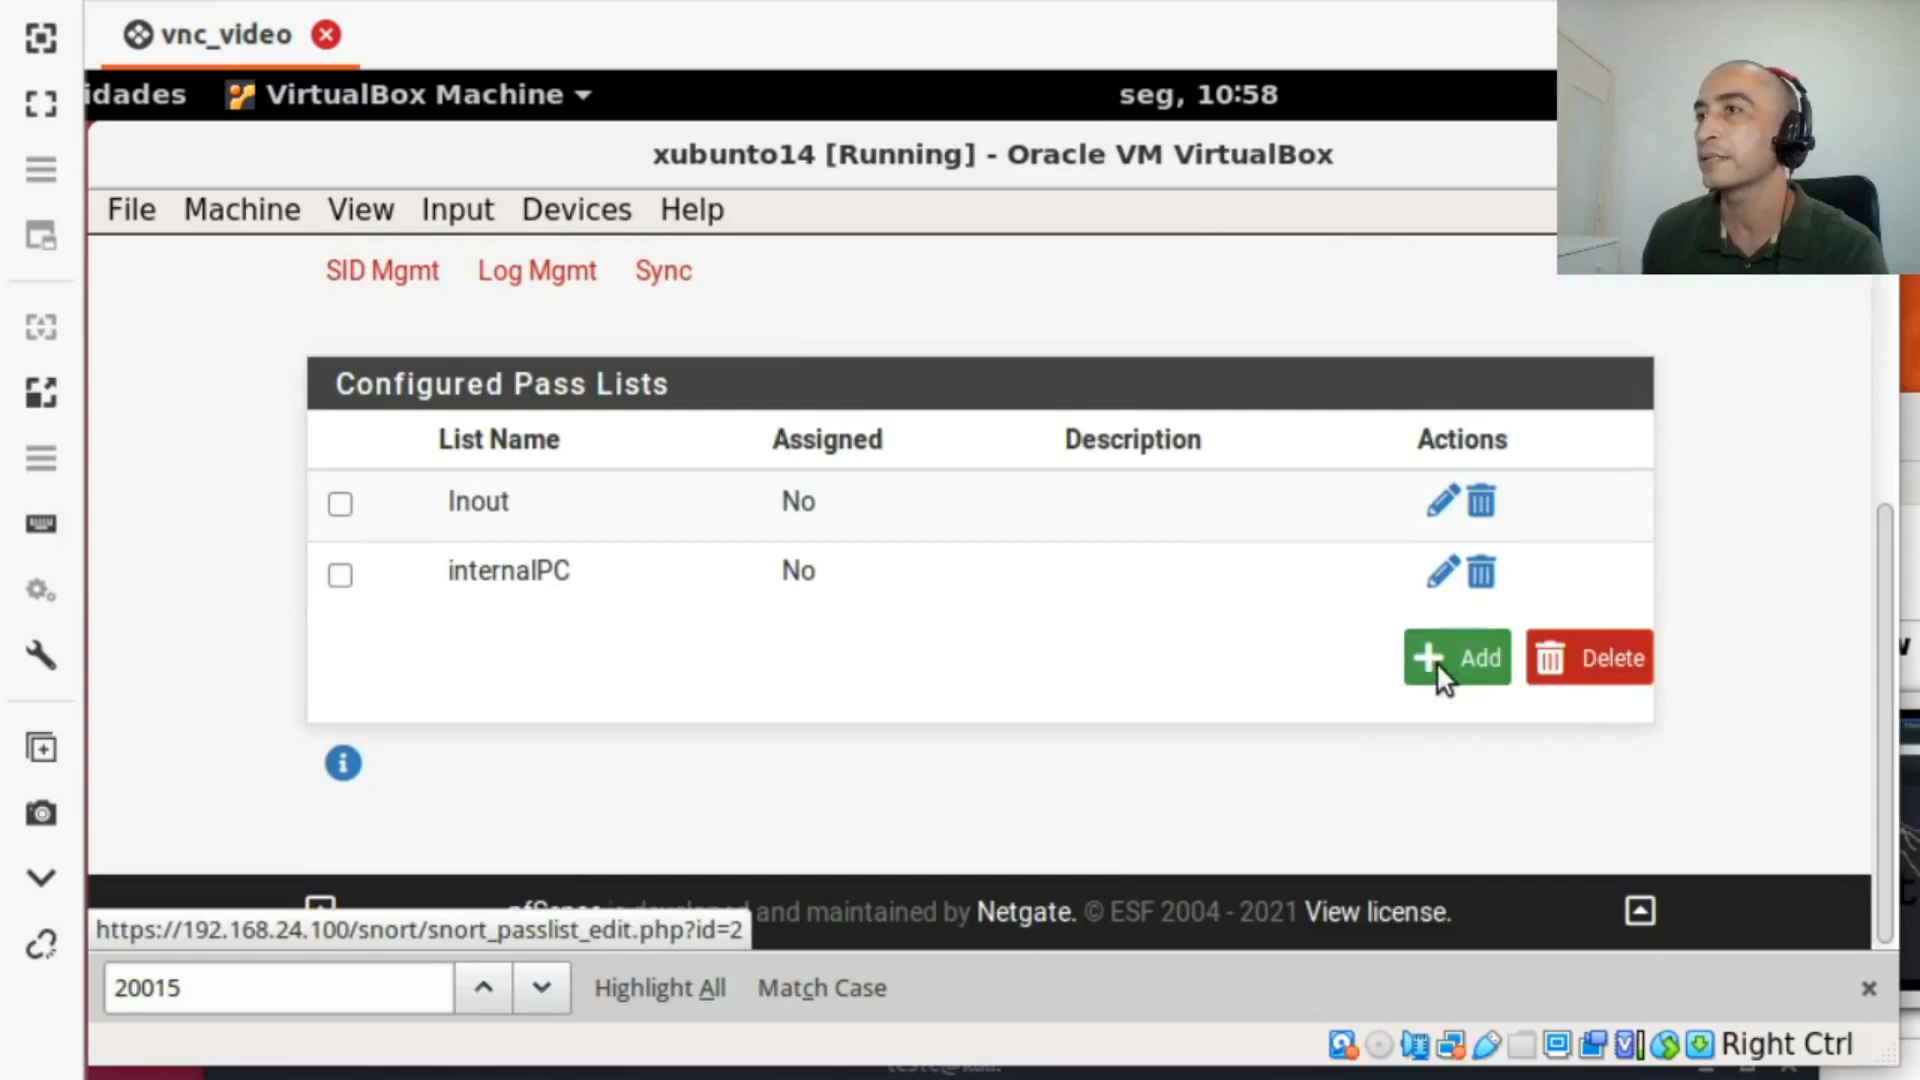 vnc_video
idades VirtualBox Machine seg, 10:58
xubunto14 [Running] - Oracle VM VirtualBox
File Machine View Input Devices Help
SID Mgmt Log Mgmt Sync
Configured Pass Lists
List Name Assigned Description Actions
Inout No
internalPC No
Add Delete
and maintained by Netgate. © ESF 2004 - 2021 View license.
https://192.168.24.100/snort/snort_passlist_edit.php?id=2
20015 Highlight All Match Case
Right Ctrl